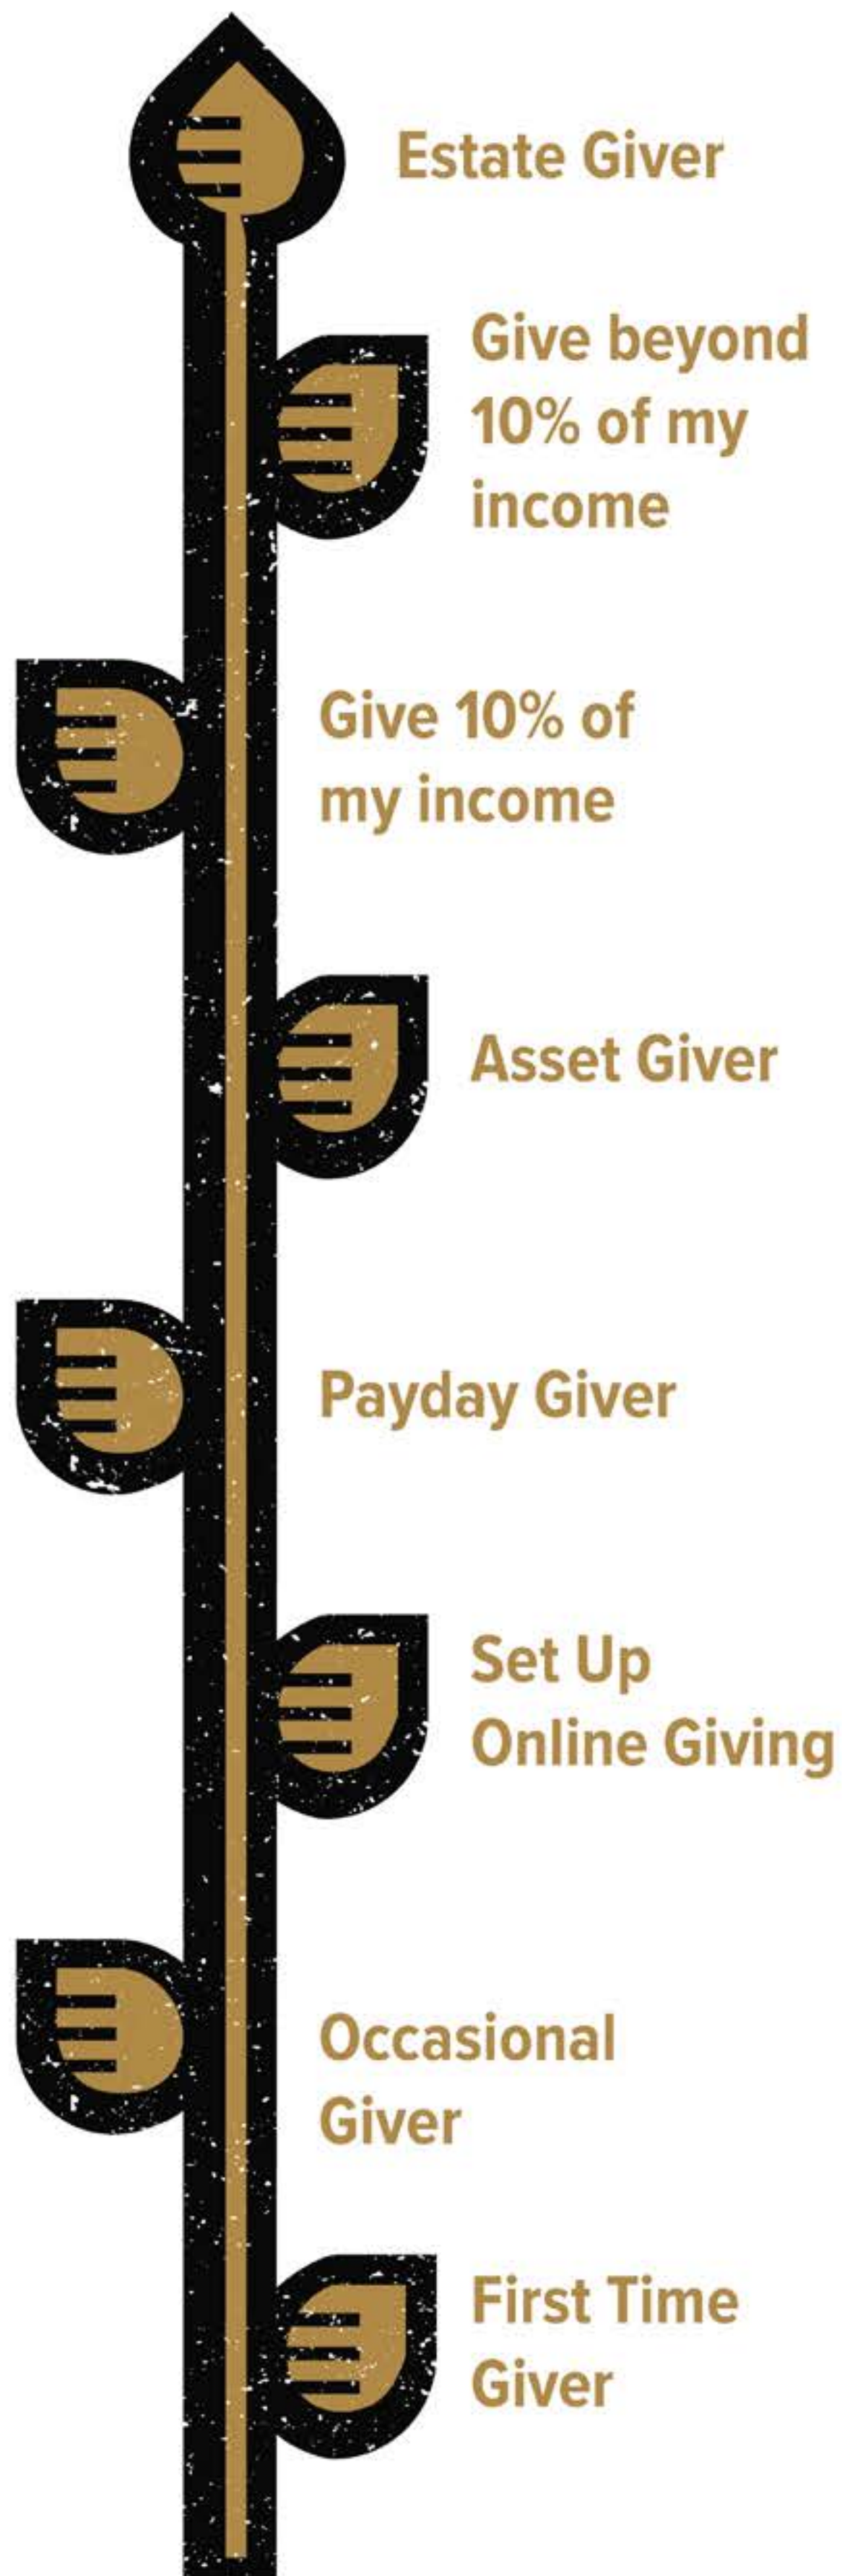 Estate Giver
Give beyond
10% of my
income
Give 10% of
my income
Asset Giver
Payday Giver
Set Up
Online Giving
Occasional
Giver
First Time
Giver